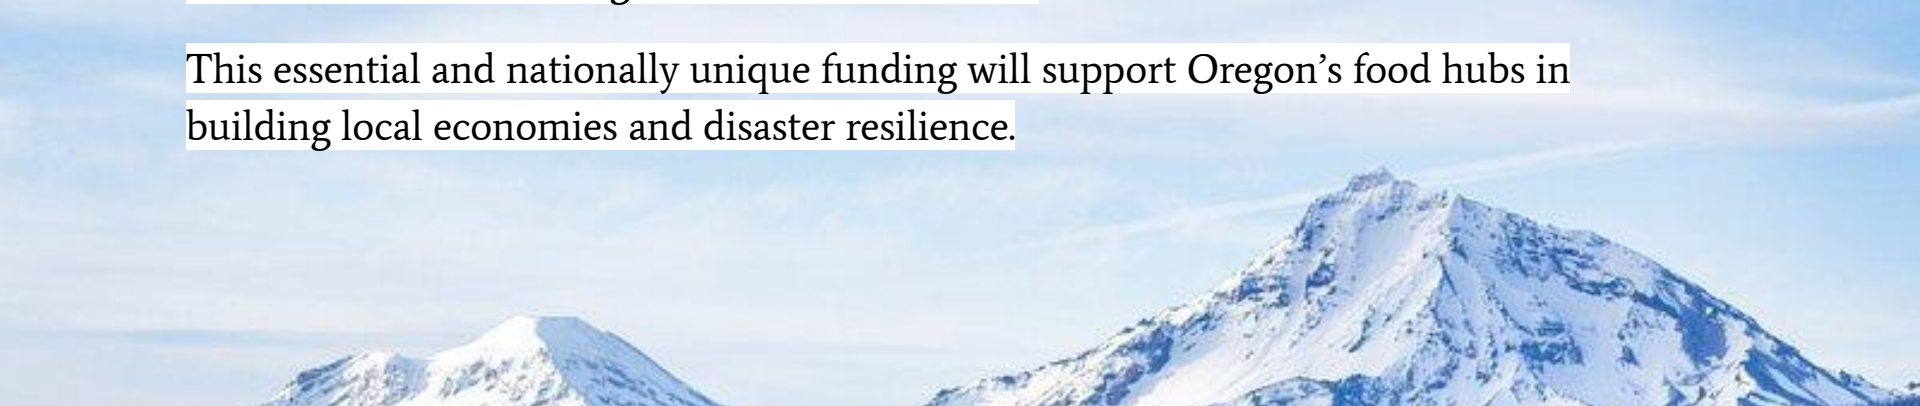 This essential and nationally unique funding will support Oregon’s food hubs in
building local economies and disaster resilience.